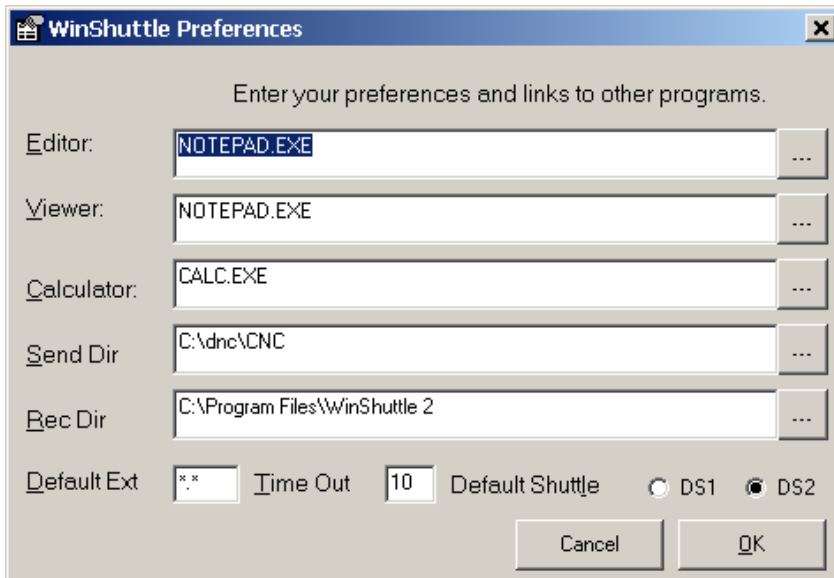 WinShuttle Preferences
Enter your preferences and links to other programs.
Editor: NOTEPAD.EXE ...
Viewer: NOTEPAD.EXE ...
Calculator: CALC.EXE ...
Send Dir C:\dnc\CNC ...
Rec Dir C:\Program Files\WinShuttle 2 ...
Default Ext *.* Time Out 10 Default Shuttle DS1 DS2
Cancel OK